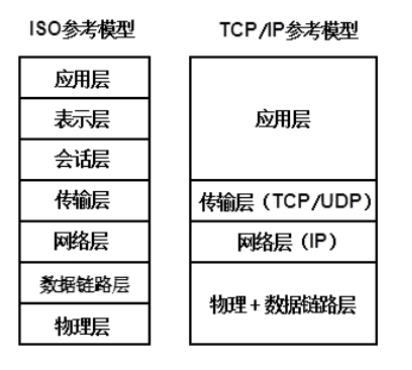 ISO参考模型
TCP/IP参考模型
应用层
表示层
会话层
传输层
网络层
数据链路层
物理层
应用层
传输层（TCP/UDP）
网络层（IP）
物理+数据链路层